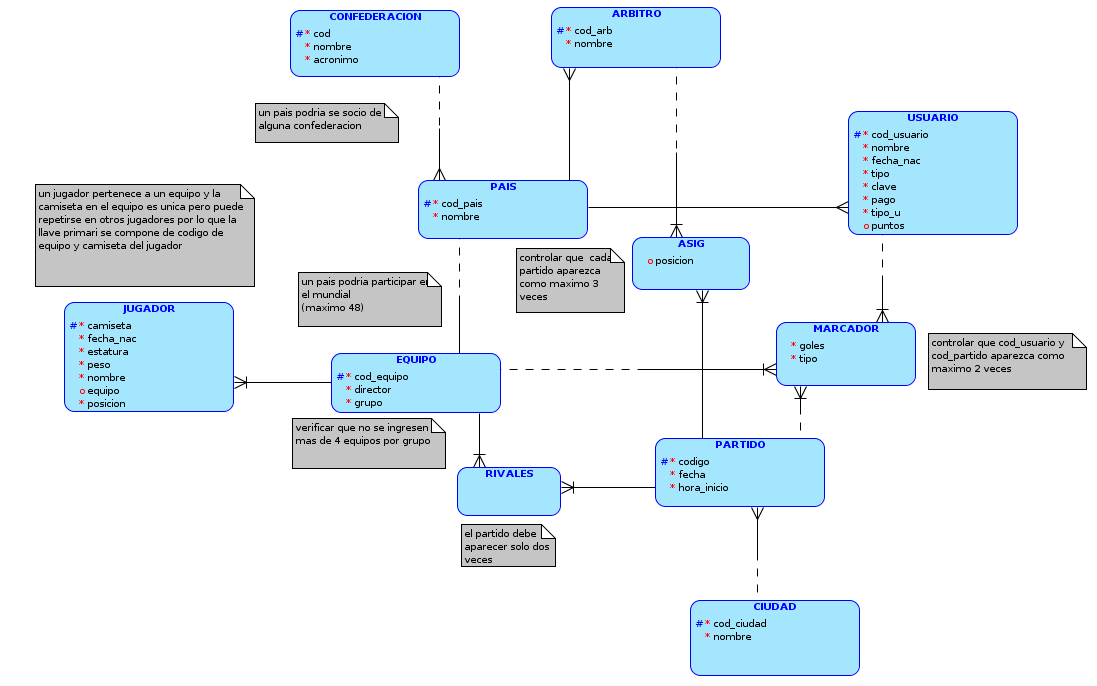 CONFEDERACION
#* cod
* nombre
* acronimo
ARBITRO
#* cod_arb
* nombre
un pais podria se socio de
alguna confederacion
USUARIO
#* cod_usuario
* nombre
* fecha_nac
* tipo
* clave
* pago
* tipo_u
o puntos
un jugador pertenece a un equipo y la
camiseta en el equipo es unica pero puede
repetirse en otros jugadores por lo que la
llave primari se compone de codigo de
equipo y camiseta del jugador
PAIS
#* cod_pais
* nombre
ASIG
o posicion
controlar que cada
partido aparezca
como maximo 3
veces
un pais podria participar en
el mundial
(maximo 48)
JUGADOR
#* camiseta
* fecha_nac
* estatura
* peso
* nombre
o equipo
* posicion
EQUIPO
#* cod_equipo
* director
* grupo
MARCADOR
* goles
* tipo
controlar que cod_usuario y
cod_partido aparezca como
maximo 2 veces
verificar que no se ingresen
mas de 4 equipos por grupo
RIVALES
PARTIDO
#* codigo
* fecha
* hora_inicio
el partido debe
aparecer solo dos
veces
CIUDAD
#* cod_ciudad
* nombre